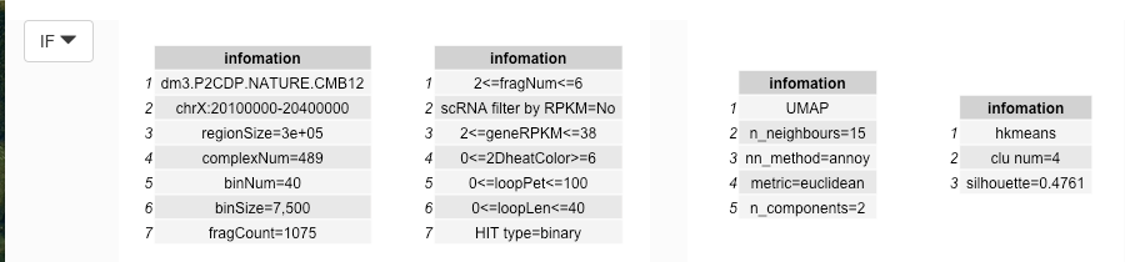 IF
infomation
1 dm3.P2CDP.NATURE.CMB12
2 chrX:20100000-20400000
3 regionSize=3e+05
4 complexNum=489
5 binNum=40
6 binSize=7,500
7 fragCount=1075
infomation
1 2<=fragNum<=6
2 scRNA filter by RPKM=No
3 2<=geneRPKM<=38
4 0<=2DheatColor>=6
5 0<=loopPet<=100
6 0<=loopLen<=40
7 HIT type=binary
infomation
1 UMAP
2 n_neighbours=15
3 nn_method=annoy
4 metric=euclidean
5 n_components=2
infomation
1 hkmeans
2 clu num=4
3 silhouette=0.4761